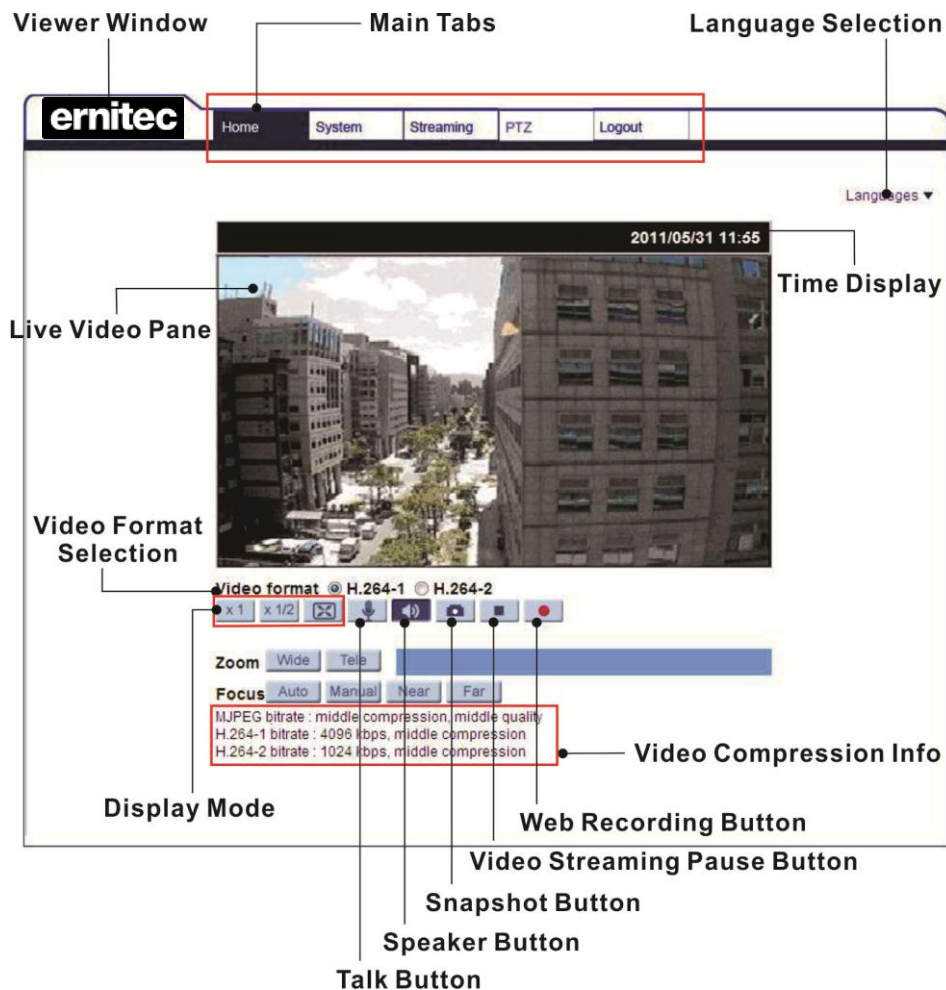 Viewer Window
Main Tabs
Language Selection
ernitec
Home
System
Streaming
PTZ
Logout
Languages
2011/05/31 11:55
Time Display
Live Video Pane
Video Format
Selection
Video format H.264-1 H.264-2
x 1
x 1/2
Zoom Wide Tele
Focus Auto Manual Near Far
MJPEG bitrate : middle compression, middle quality
H.264-1 bitrate : 4096 kbps, middle compression
H.264-2 bitrate : 1024 kbps, middle compression
Video Compression Info
Display Mode
Web Recording Button
Video Streaming Pause Button
Snapshot Button
Speaker Button
Talk Button